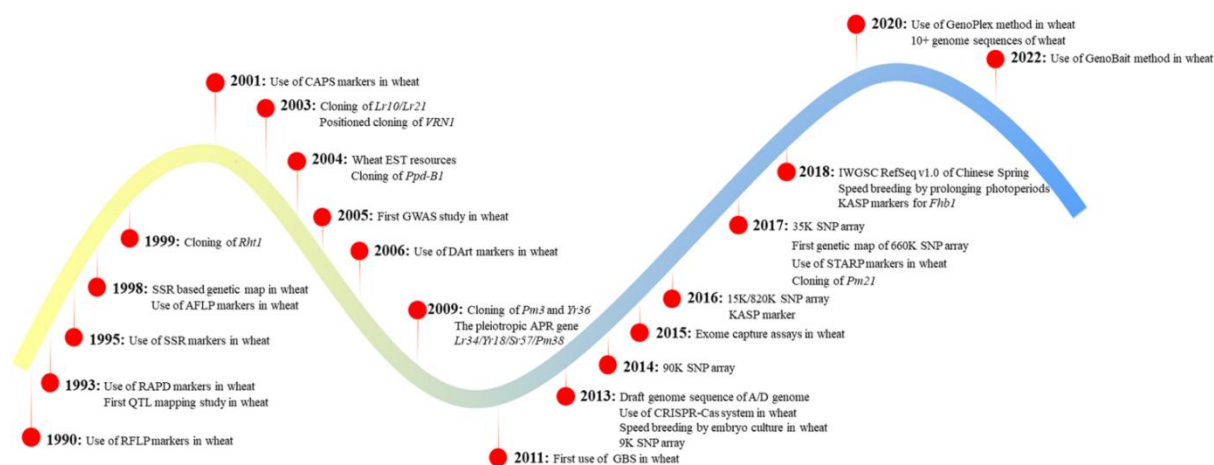 1990: Use of RFLP markers in wheat
1993: Use of RAPD markers in wheat
First QTL mapping study in wheat
1995: Use of SSR markers in wheat
1998: SSR based genetic map in wheat
Use of AFLP markers in wheat
1999: Cloning of Rht1
2001: Use of CAPS markers in wheat
2003: Cloning of Lr10/Lr21
Positioned cloning of VRN1
2004: Wheat EST resources
Cloning of Ppd-B1
2005: First GWAS study in wheat
2006: Use of DArt markers in wheat
2009: Cloning of Pm3 and Yr36
The pleiotropic APR gene
Lr34/Yr18/Sr57/Pm38
2011: First use of GBS in wheat
2013: Draft genome sequence of A/D genome
Use of CRISPR-Cas system in wheat
Speed breeding by embryo culture in wheat
9K SNP array
2014: 90K SNP array
2015: Exome capture assays in wheat
2016: 15K/820K SNP array
KASP marker
2017: 35K SNP array
First genetic map of 660K SNP array
Use of STARP markers in wheat
Cloning of Pm21
2018: IWGSC RefSeq v1.0 of Chinese Spring
Speed breeding by prolonging photoperiods
KASP markers for Fhb1
2020: Use of GenoPlex method in wheat
10+ genome sequences of wheat
2022: Use of GenoBait method in wheat